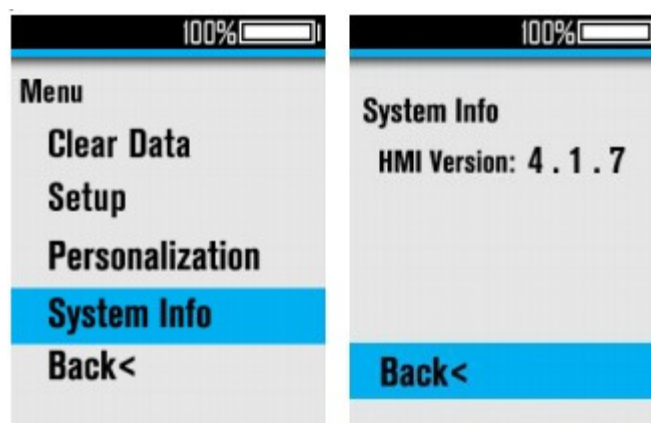 100%
Menu
Clear Data
Setup
Personalization
System Info
Back<
100%
System Info
HMI Version: 4 . 1 . 7
Back<